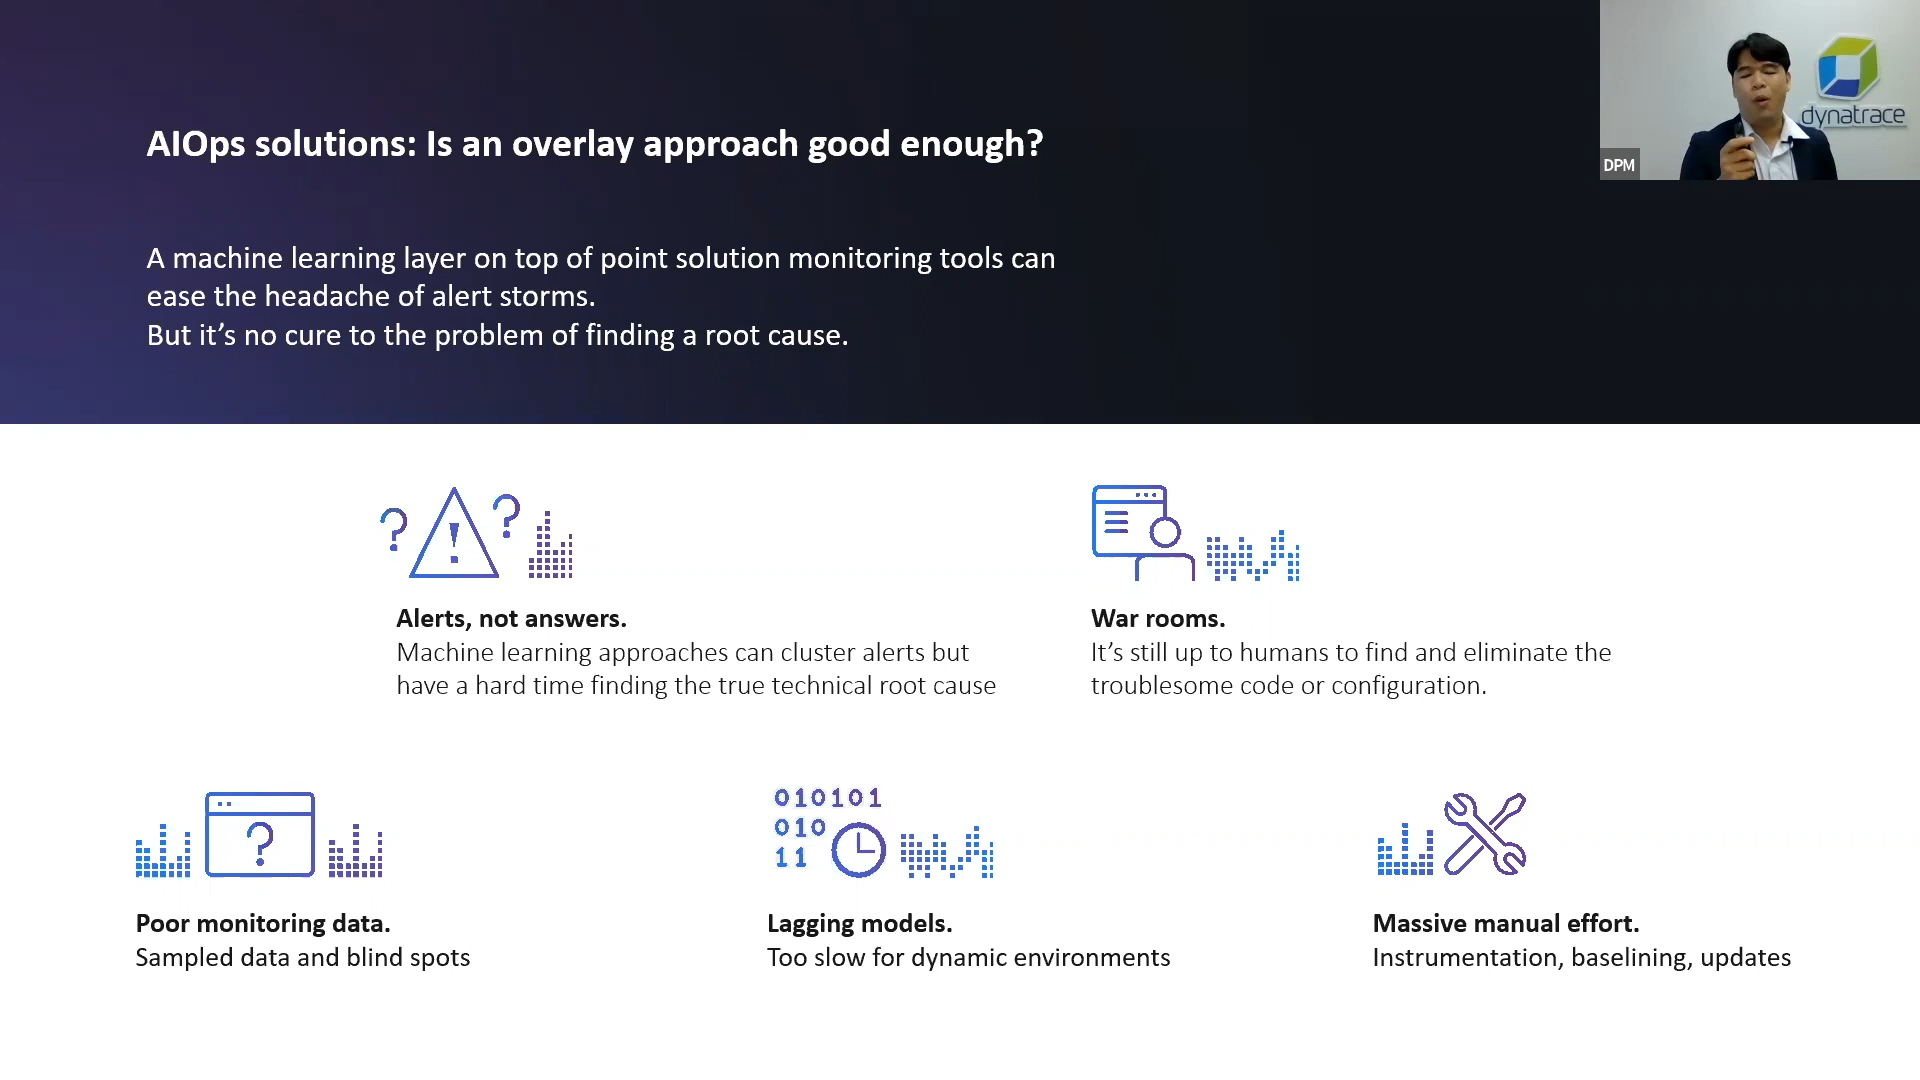 AIOps solutions: Is an overlay approach good enough?
A machine learning layer on top of point solution monitoring tools can
ease the headache of alert storms.
But it’s no cure to the problem of finding a root cause.
dynatrace
DPM
? ! ?
Alerts, not answers.
Machine learning approaches can cluster alerts but
have a hard time finding the true technical root cause
War rooms.
It’s still up to humans to find and eliminate the
troublesome code or configuration.
?
Poor monitoring data.
Sampled data and blind spots
010101
010
11
Lagging models.
Too slow for dynamic environments
Massive manual effort.
Instrumentation, baselining, updates